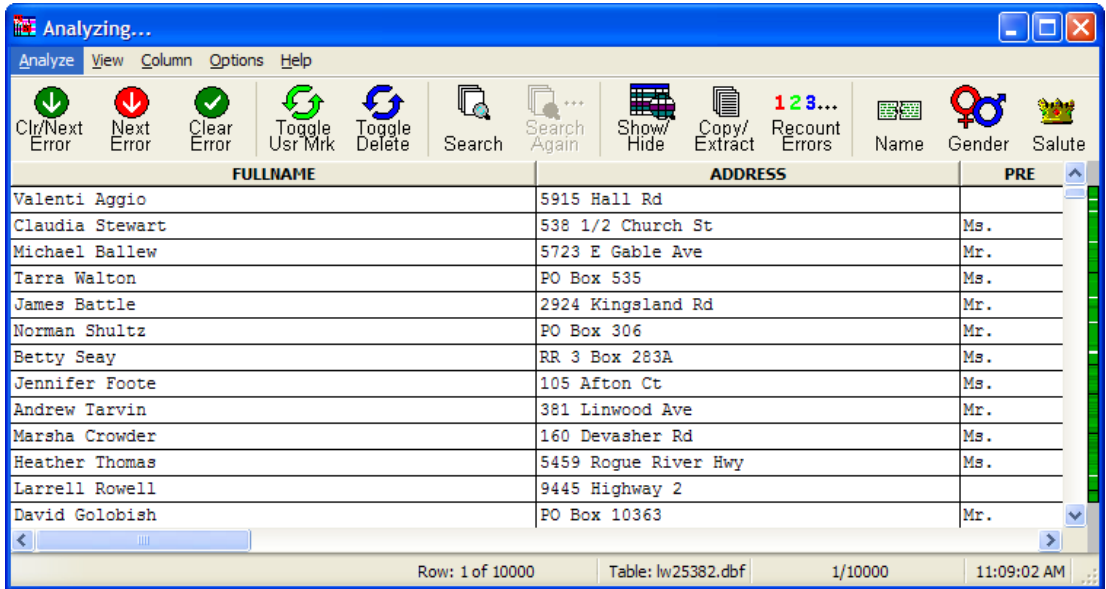 Analyzing...
Analyze View Column Options Help
Clr/Next Error Next Error Clear Error Toggle Usr Mrk Toggle Delete Search Search Again Show/ Hide Copy/ Extract 1 2 3... Recount Errors Name Gender Salute
FULLNAME ADDRESS PRE
Valenti Aggio 5915 Hall Rd
Claudia Stewart 538 1/2 Church St Ms.
Michael Ballew 5723 E Gable Ave Mr.
Tarra Walton PO Box 535 Ms.
James Battle 2924 Kingsland Rd Mr.
Norman Shultz PO Box 306 Mr.
Betty Seay RR 3 Box 283A Ms.
Jennifer Foote 105 Afton Ct Ms.
Andrew Tarvin 381 Linwood Ave Mr.
Marsha Crowder 160 Devasher Rd Ms.
Heather Thomas 5459 Rogue River Hwy Ms.
Larrell Rowell 9445 Highway 2
David Golobish PO Box 10363 Mr.
Row: 1 of 10000 Table: lw25382.dbf 1/10000 11:09:02 AM